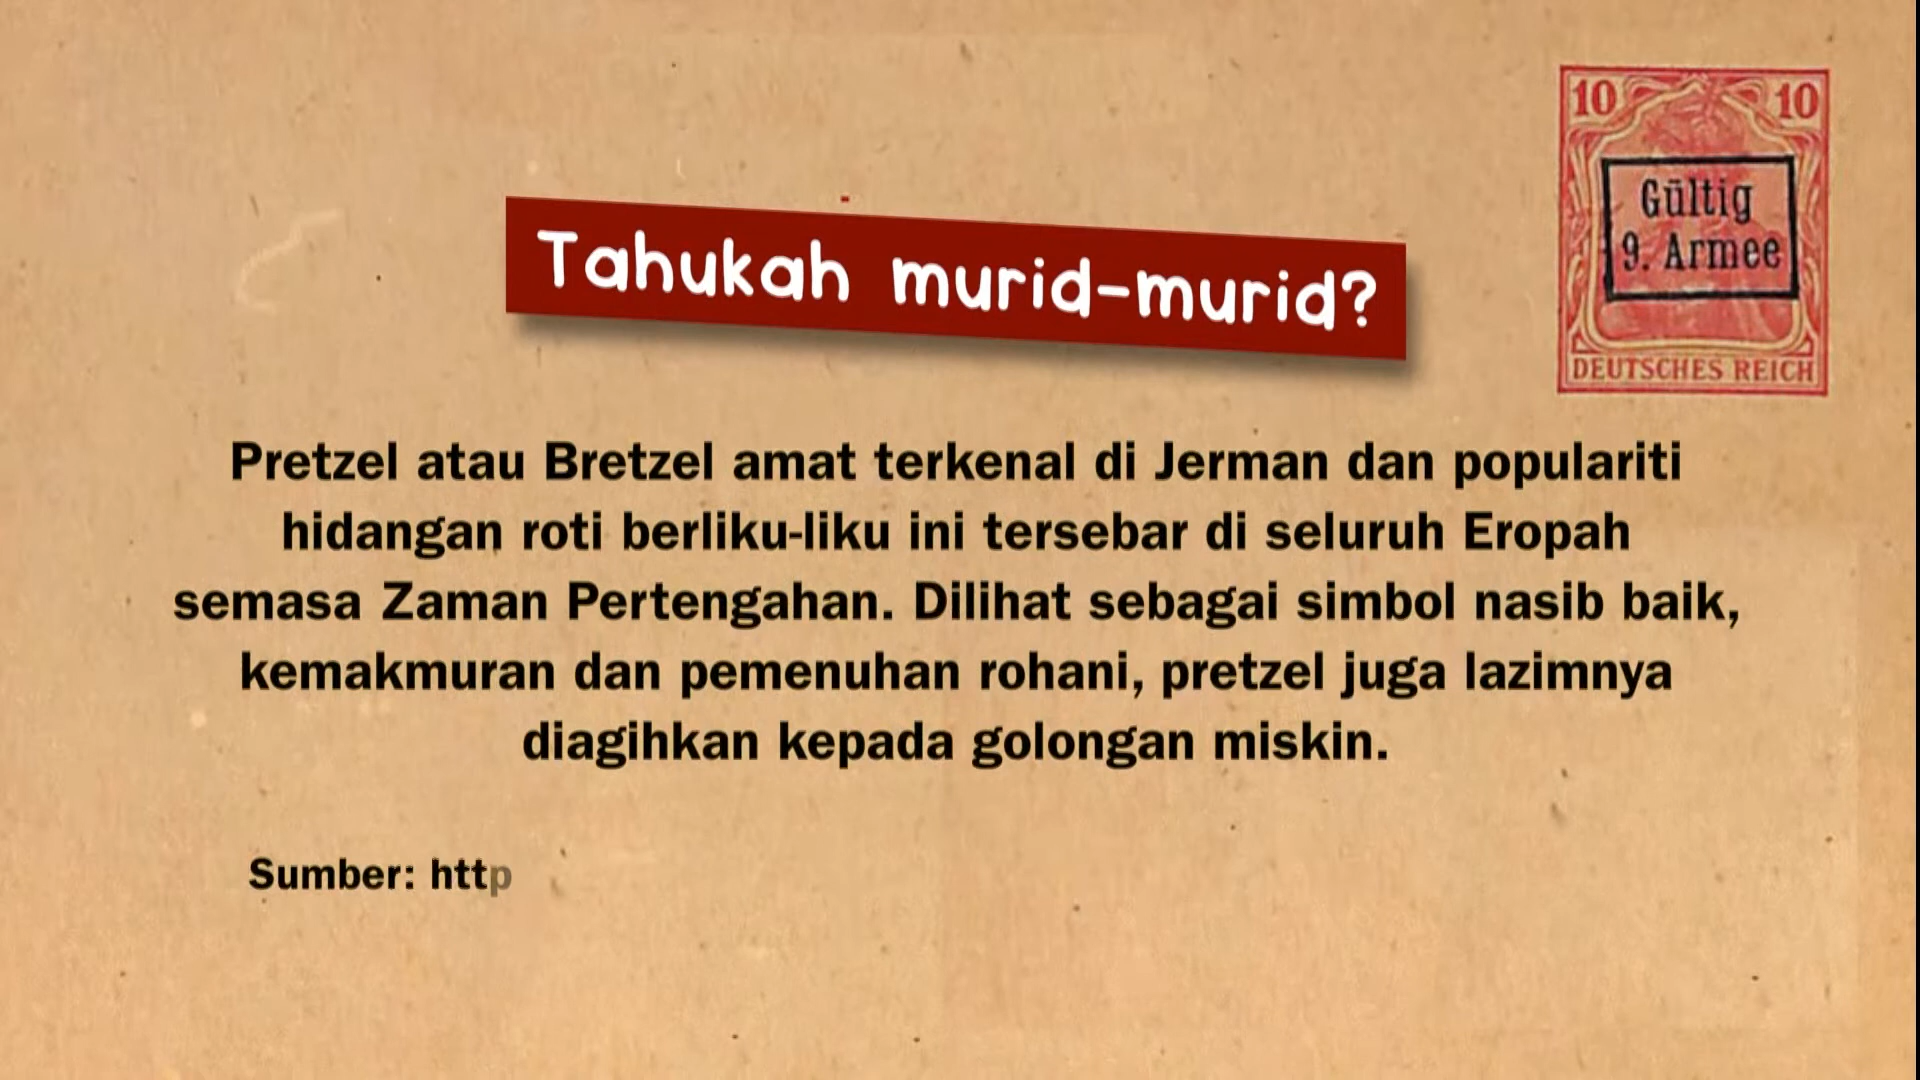 10 10
Gültig
9. Armee
DEUTSCHES REICH
Tahukah murid-murid?
Pretzel atau Bretzel amat terkenal di Jerman dan populariti
hidangan roti berliku-liku ini tersebar di seluruh Eropah
semasa Zaman Pertengahan. Dilihat sebagai simbol nasib baik,
kemakmuran dan pemenuhan rohani, pretzel juga lazimnya
diagihkan kepada golongan miskin.
Sumber: http